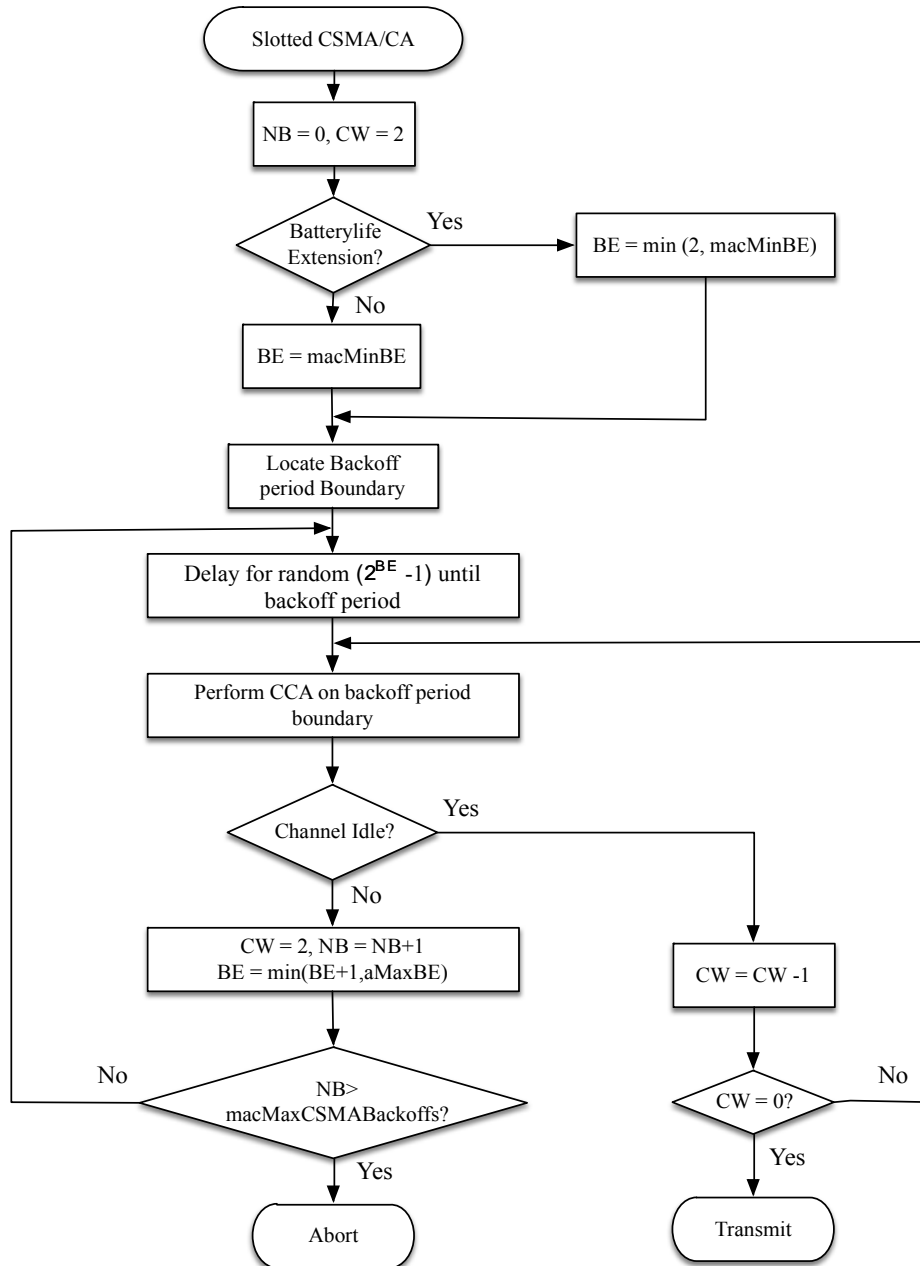 Slotted CSMA/CA
NB = 0, CW = 2
Batterylife
Extension?
Yes
BE = min (2, macMinBE)
No
BE = macMinBE
Locate Backoff
period Boundary
Delay for random (2^BE -1) until
backoff period
Perform CCA on backoff period
boundary
Channel Idle?
Yes
No
CW = 2, NB = NB+1
BE = min(BE+1,aMaxBE)
CW = CW -1
No
NB>
macMaxCSMABackoffs?
CW = 0?
No
Yes
Yes
Abort
Transmit